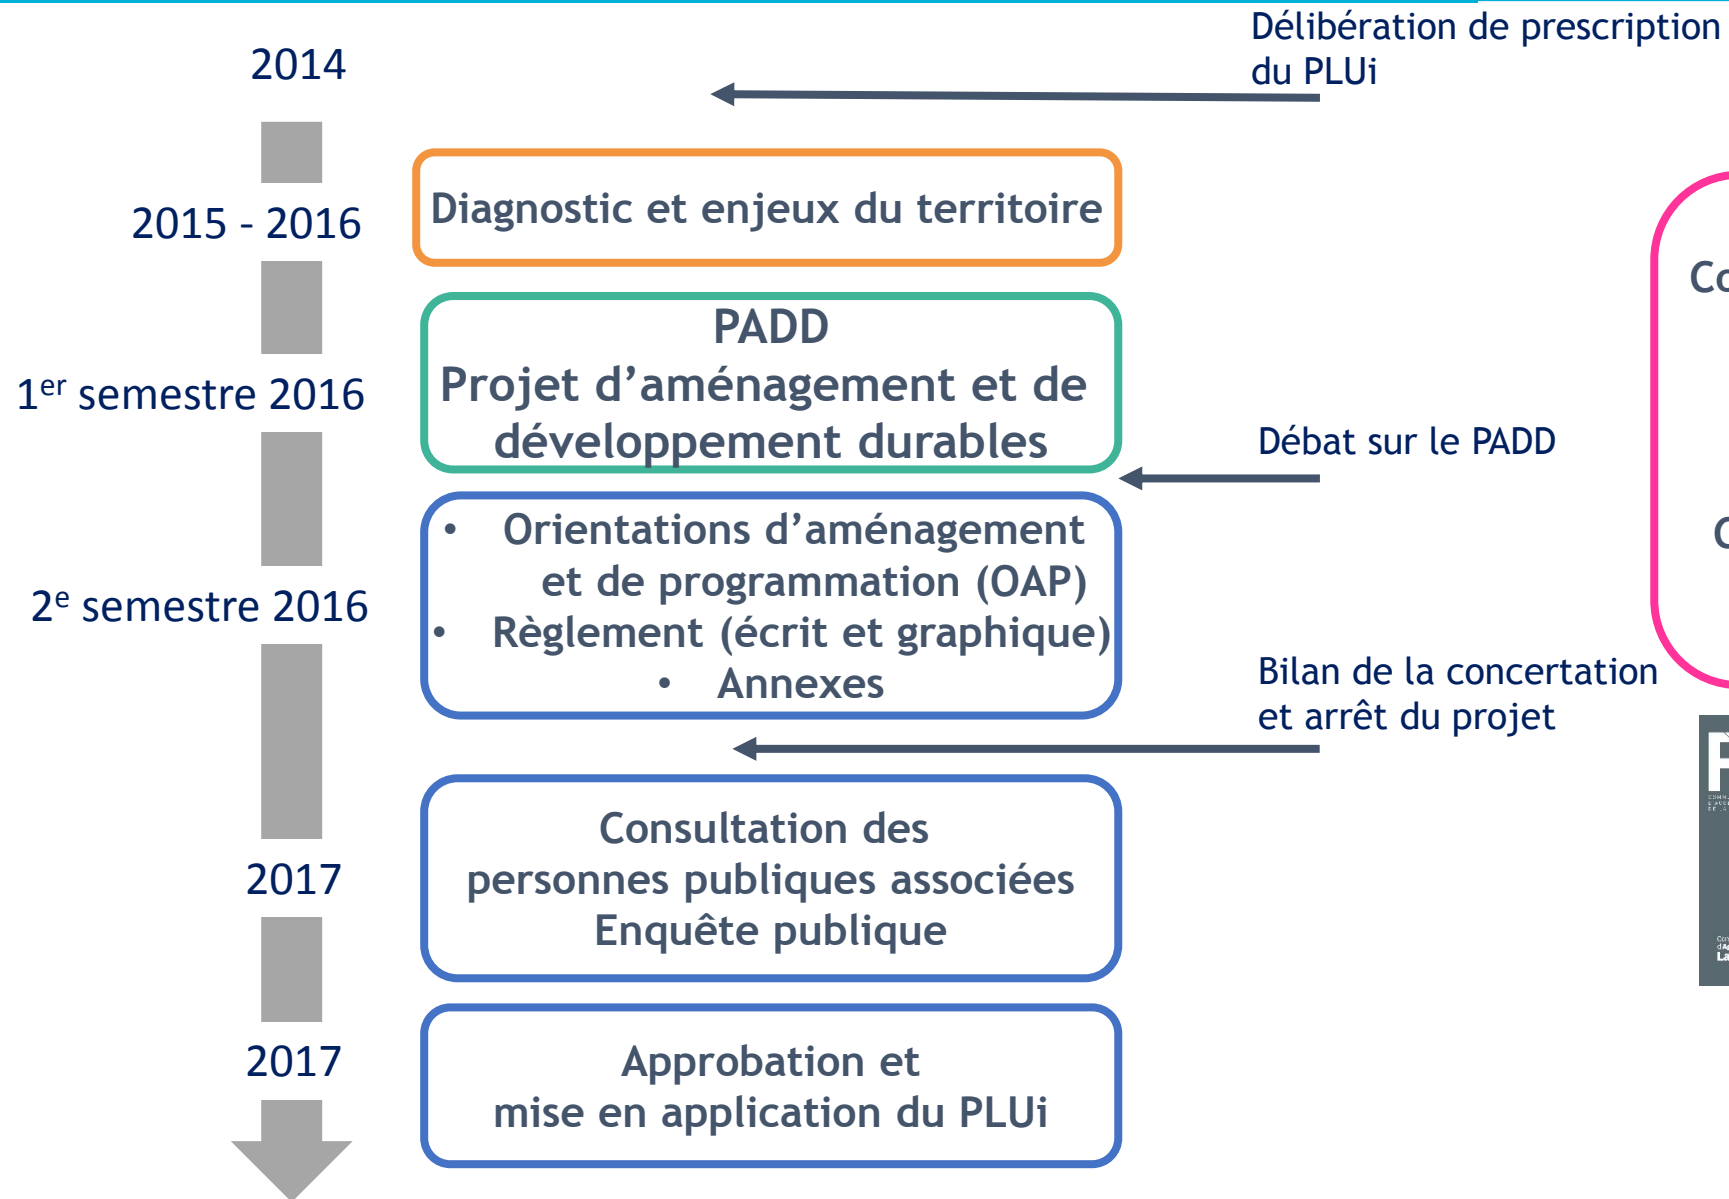 Délibération de prescription
du PLUi
2014
2015 - 2016
Diagnostic et enjeux du territoire
1er semestre 2016
PADD
Projet d’aménagement et de
développement durables
Débat sur le PADD
2e semestre 2016
• Orientations d’aménagement
et de programmation (OAP)
• Règlement (écrit et graphique)
• Annexes
Bilan de la concertation
et arrêt du projet
2017
Consultation des
personnes publiques associées
Enquête publique
2017
Approbation et
mise en application du PLUi